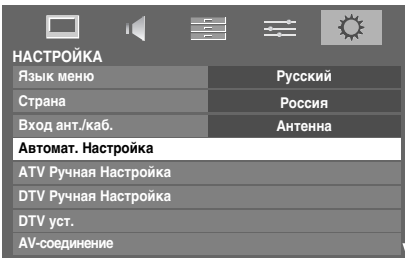 НАСТРОЙКА
Язык меню Русский
Страна Россия
Вход ант./каб. Антенна
Автомат. Настройка
ATV Ручная Настройка
DTV Ручная Настройка
DTV уст.
AV-соединение